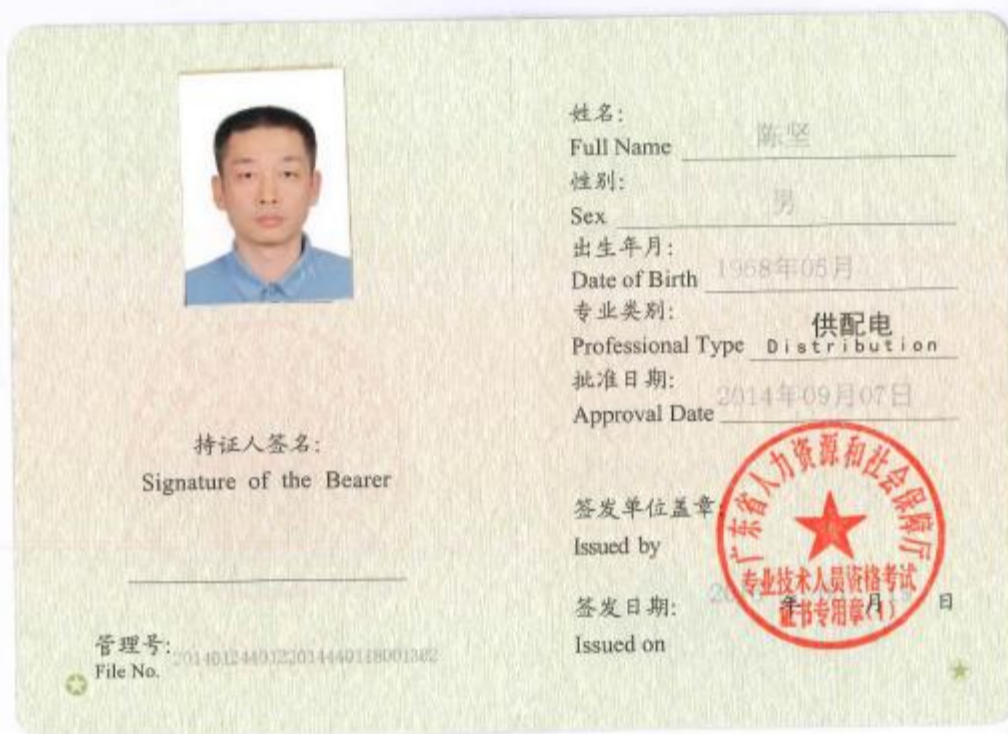 持证人签名:
Signature of the Bearer
管理号:
File No.
姓名:
Full Name 陈坚
性别:
Sex 男
出生年月:
Date of Birth 1968年05月
专业类别: 供配电
Professional Type Distribution
批准日期:
Approval Date 2014年09月07日
签发单位盖章:
Issued by
签发日期: 年 月 日
Issued on
广东省人力资源和社会保障厅
专业技术人员资格考试
证书专用章(1)